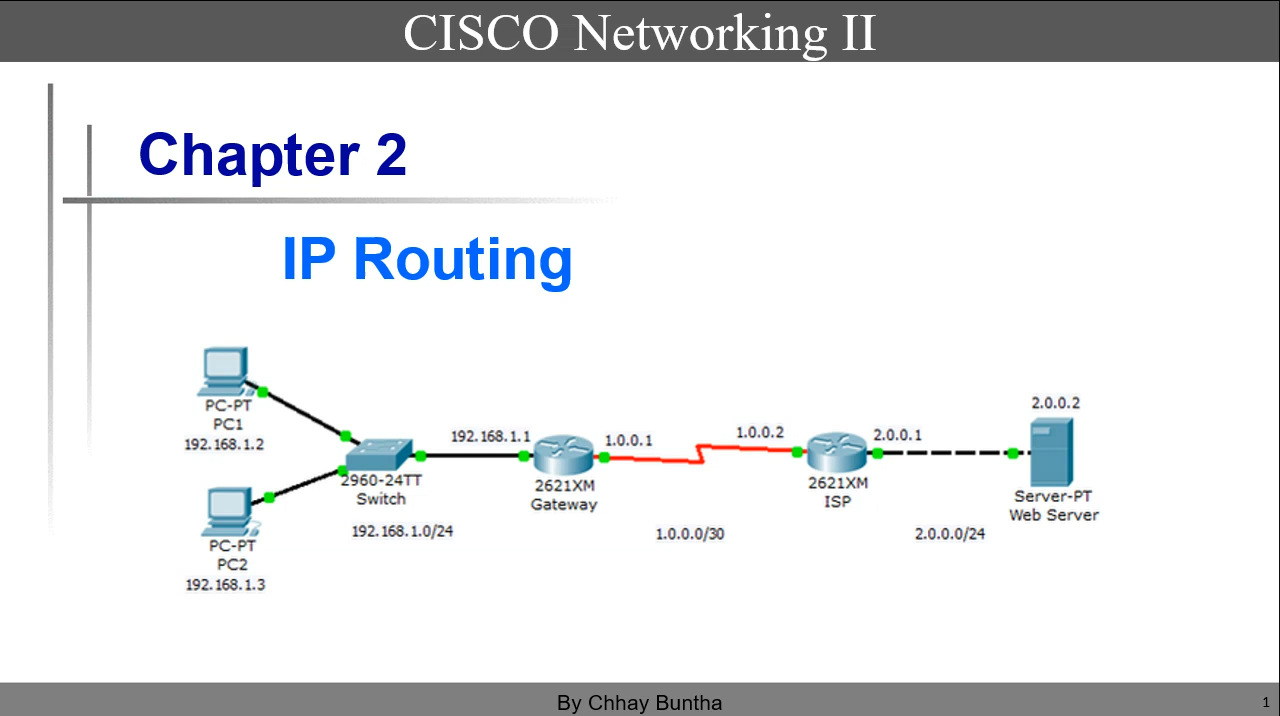 CISCO Networking II
Chapter 2
IP Routing
PC-PT
PC1
192.168.1.2
PC-PT
PC2
192.168.1.3
2960-24TT
Switch
192.168.1.0/24
192.168.1.1
2621XM
Gateway
1.0.0.1
1.0.0.0/30
1.0.0.2
2621XM
ISP
2.0.0.1
2.0.0.0/24
2.0.0.2
Server-PT
Web Server
By Chhay Buntha
1